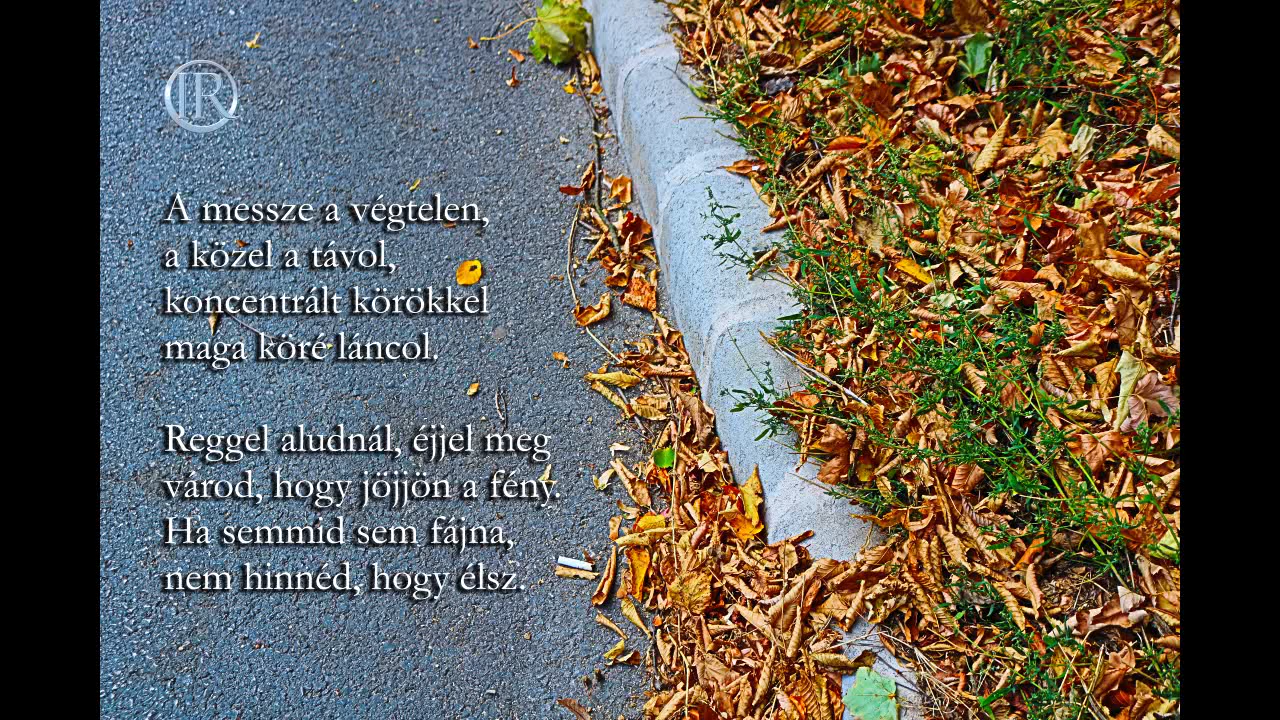 IR
A messze a végtelen,
a közel a távol,
koncentrált körökkel
maga köré láncol.
Reggel aludnál, éjjel meg
várod, hogy jöjjön a fény.
Ha semmid sem fájna,
nem hinnéd, hogy élsz.